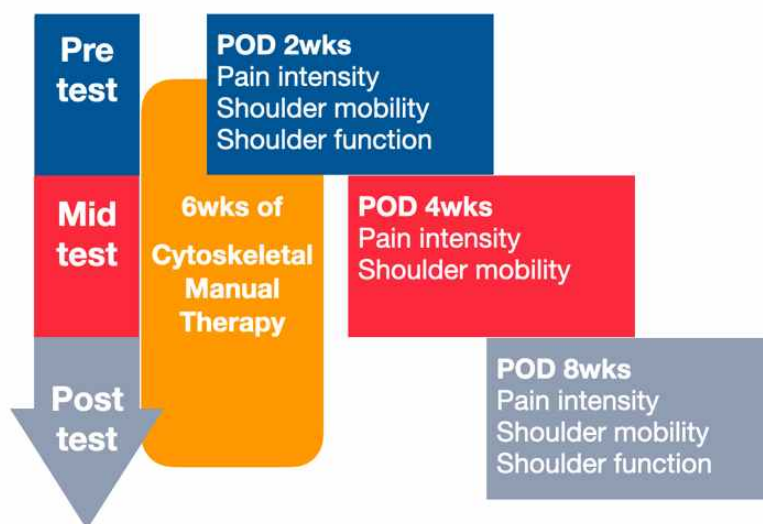 Pre
test
POD 2wks
Pain intensity
Shoulder mobility
Shoulder function
6wks of
Cytoskeletal
Manual
Therapy
Mid
test
POD 4wks
Pain intensity
Shoulder mobility
Post
test
POD 8wks
Pain intensity
Shoulder mobility
Shoulder function